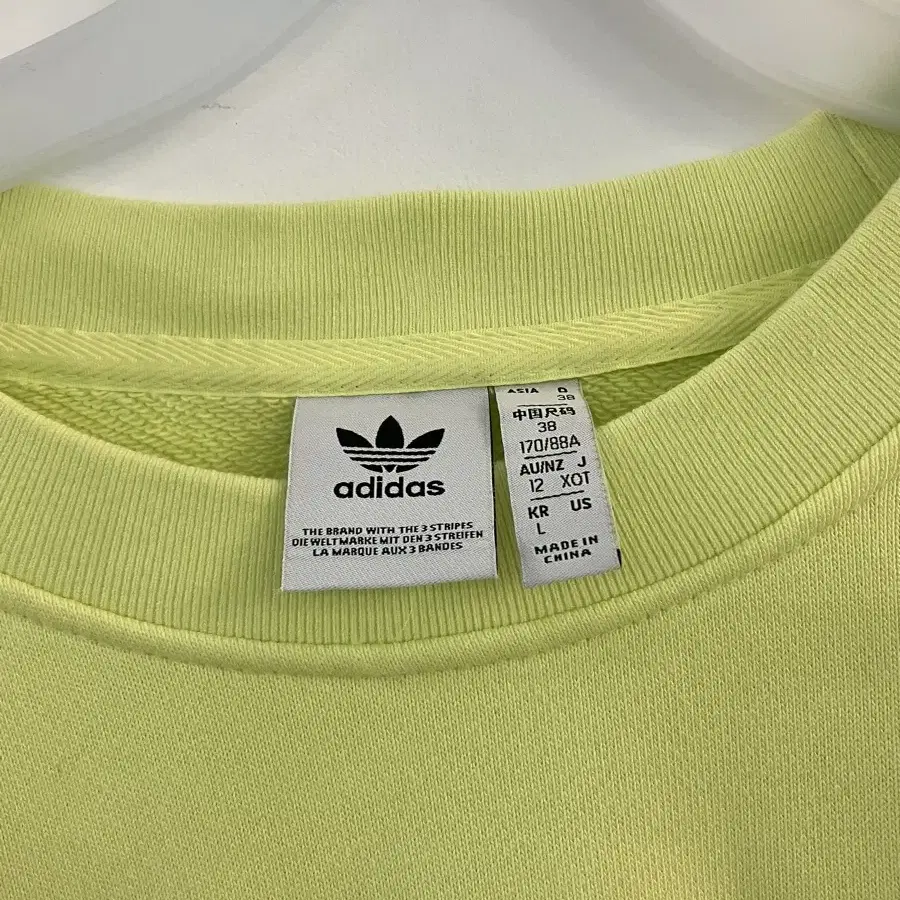 adidas
THE BRAND WITH THE 3 STRIPES
DIE WELTMARKE MIT DEN 3 STREIFEN
LA MARQUE AUX 3 BANDES
ASIA D
38
中国尺码
38
170/88A
AU/NZ J
12 XOT
KR US
L
MADE IN
CHINA